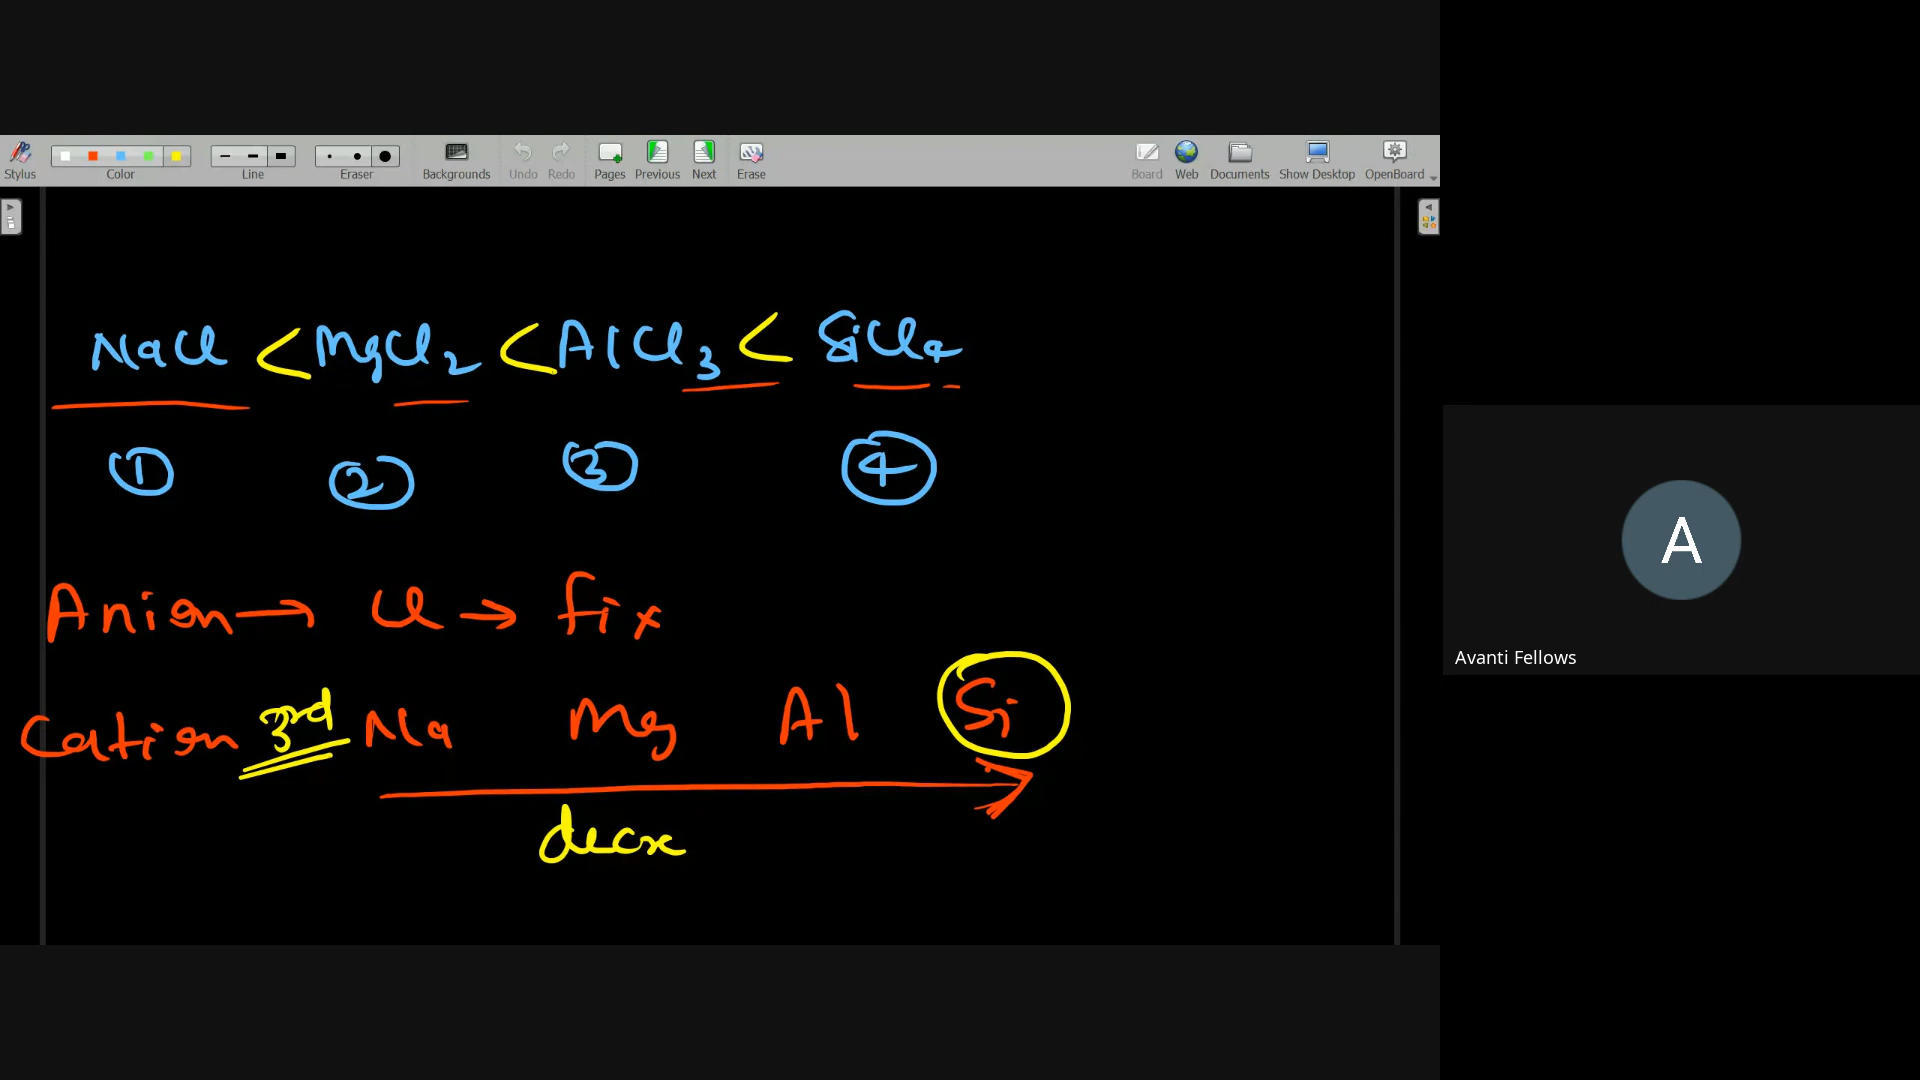 Stylus Color Line Eraser Backgrounds Undo Redo Pages Previous Next Erase Board Web Documents Show Desktop OpenBoard
NaCl < MgCl2 < AlCl3 < SiCl4
1 2 3 4
Anion → Cl → fix
Cation 3rd Na Mg Al Si
decr
A
Avanti Fellows